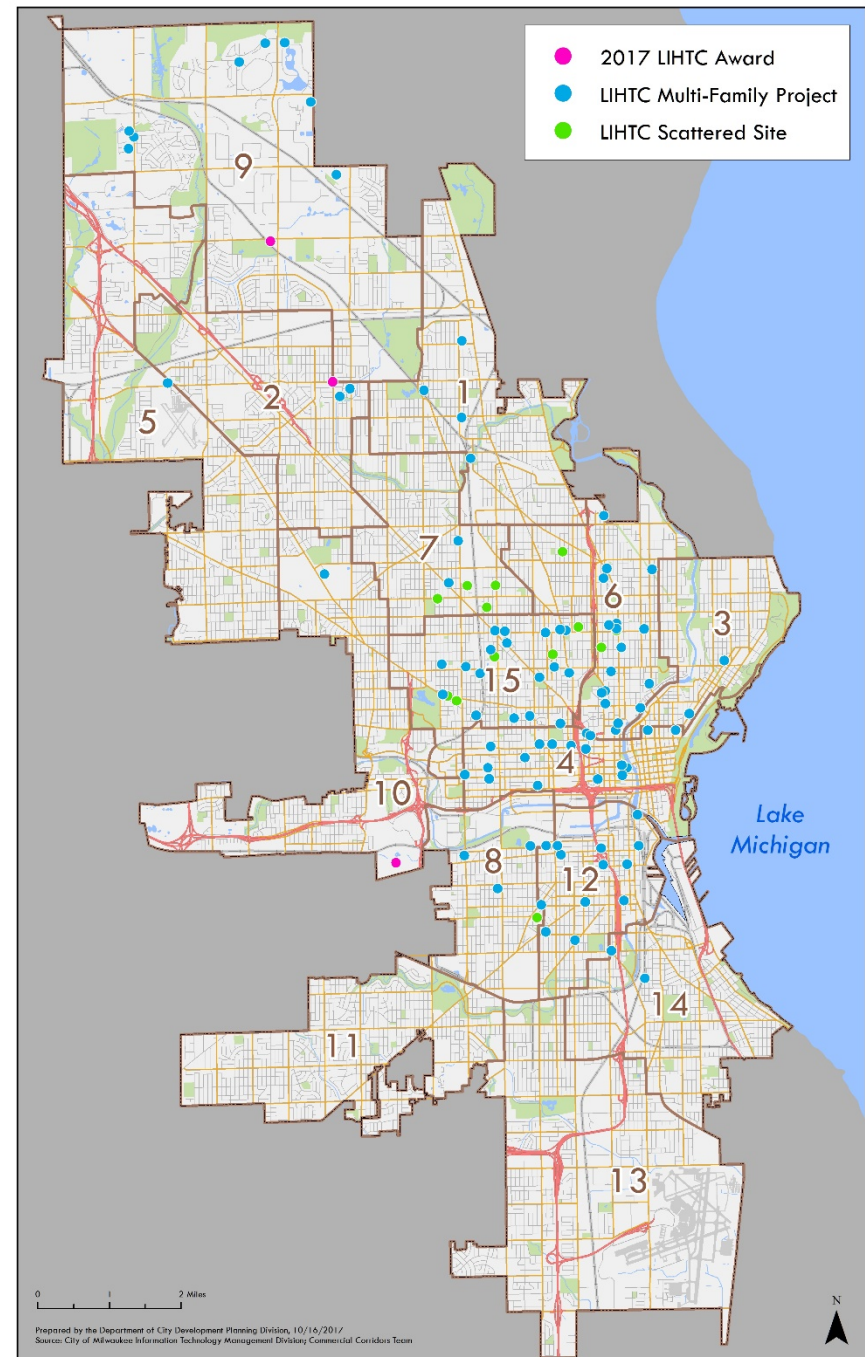 2017 LIHTC Award
LIHTC Multi-Family Project
LIHTC Scattered Site
9
1
2
5
7
6
3
15
4
10
Lake
Michigan
8
12
14
11
13
0 2 Miles
N
Prepared by the Department of City Development Planning Division, 10/16/2017
Source: City of Milwaukee Information Technology Management Division; Commercial Corridors Team